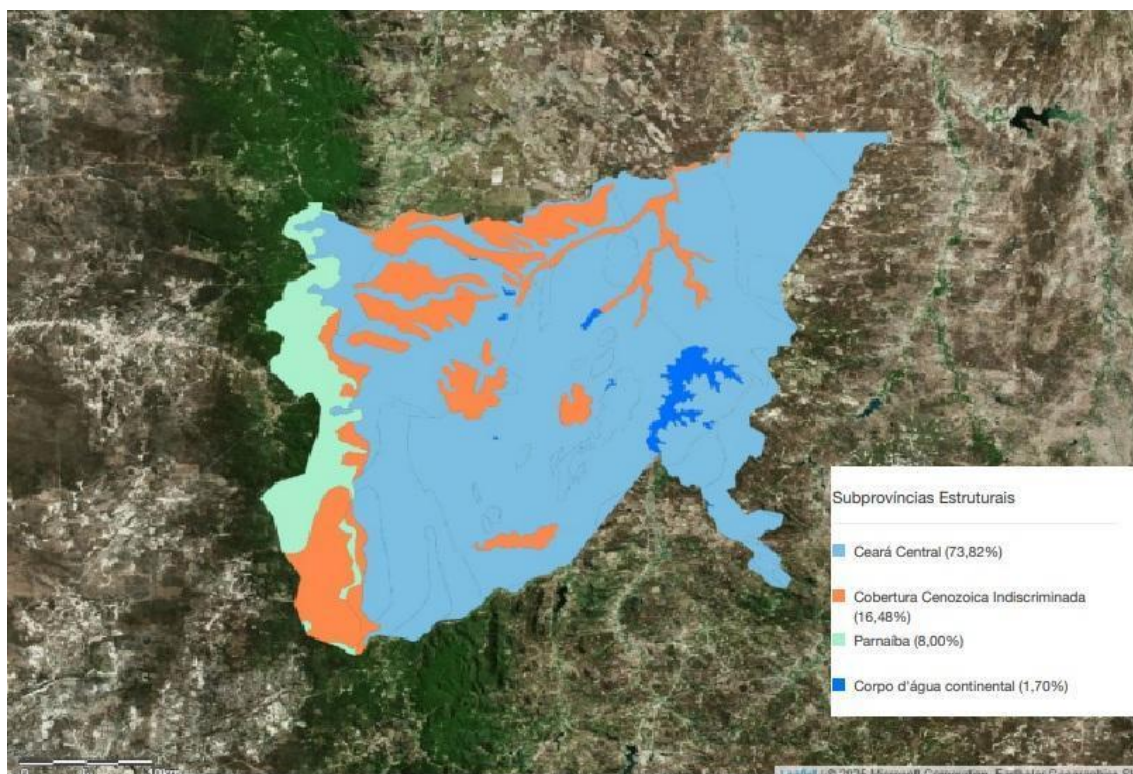 Subprovíncias Estruturais
Ceará Central (73,82%)
Cobertura Cenozoica Indiscriminada
(16,48%)
Parnaíba (8,00%)
Corpo d'água continental (1,70%)